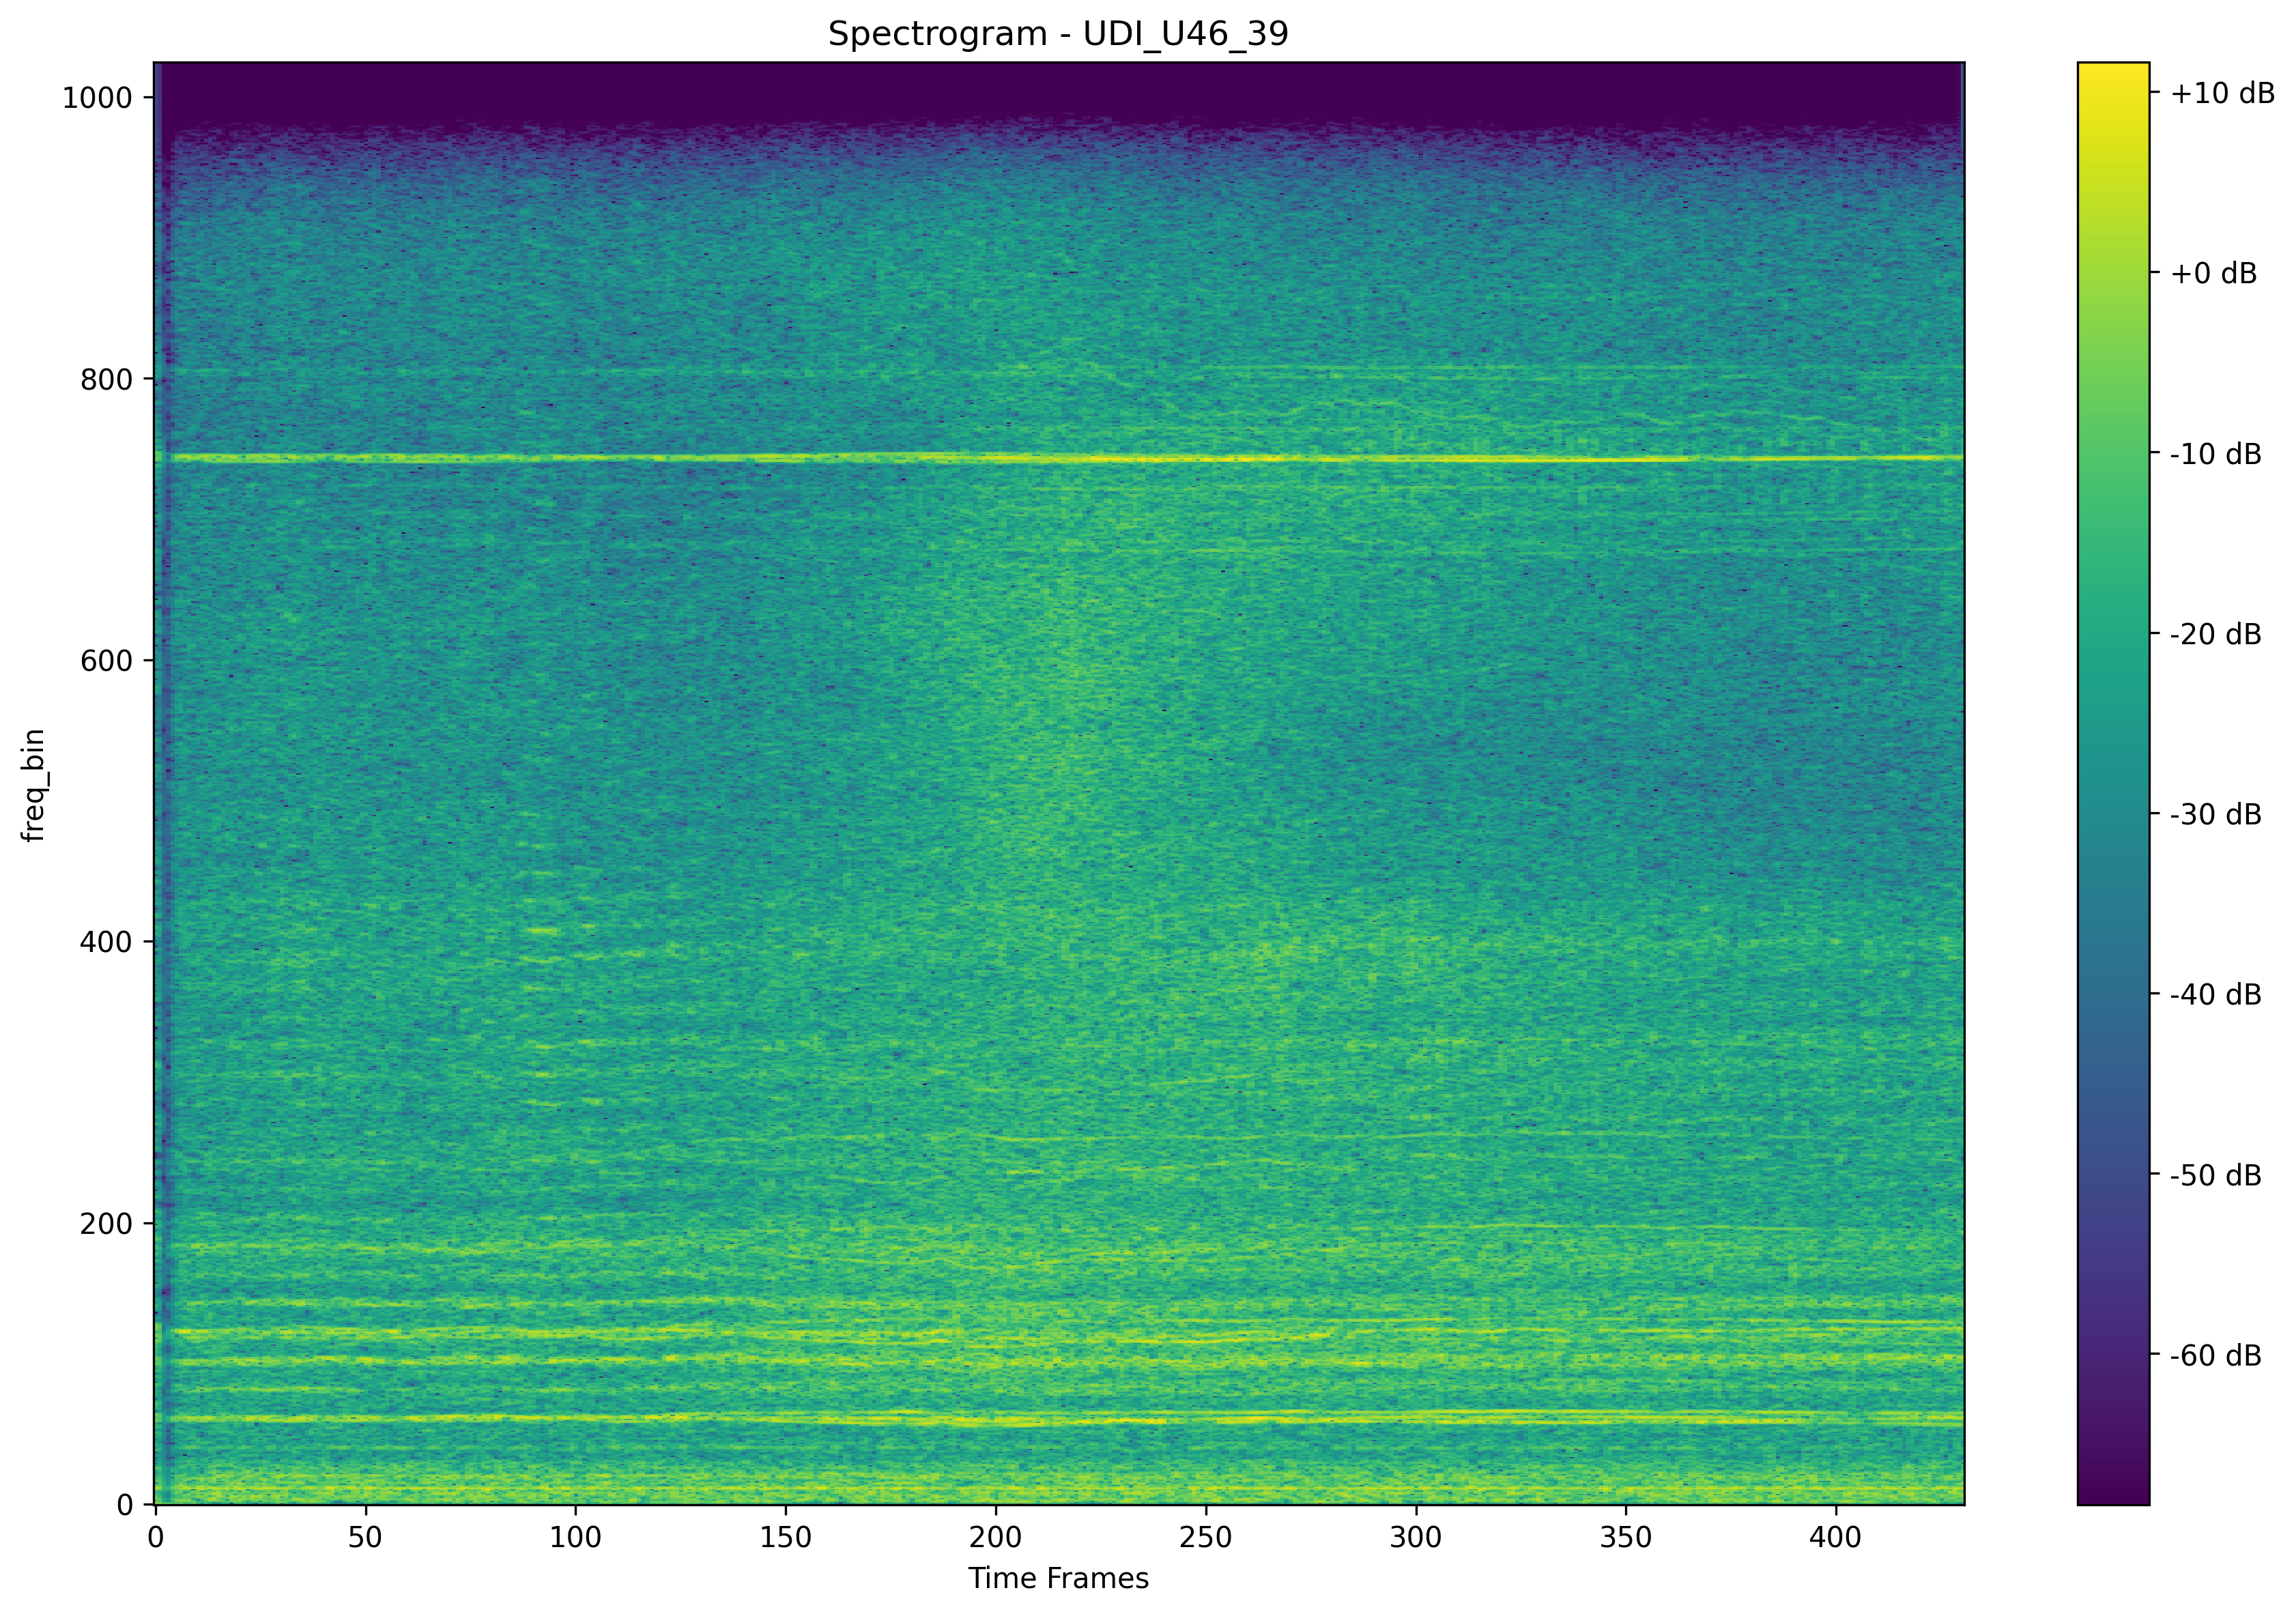 Spectrogram - UDI_U46_39
1000
800
600
400
200
0
freq_bin
0 50 100 150 200 250 300 350 400
Time Frames
+10 dB
+0 dB
-10 dB
-20 dB
-30 dB
-40 dB
-50 dB
-60 dB